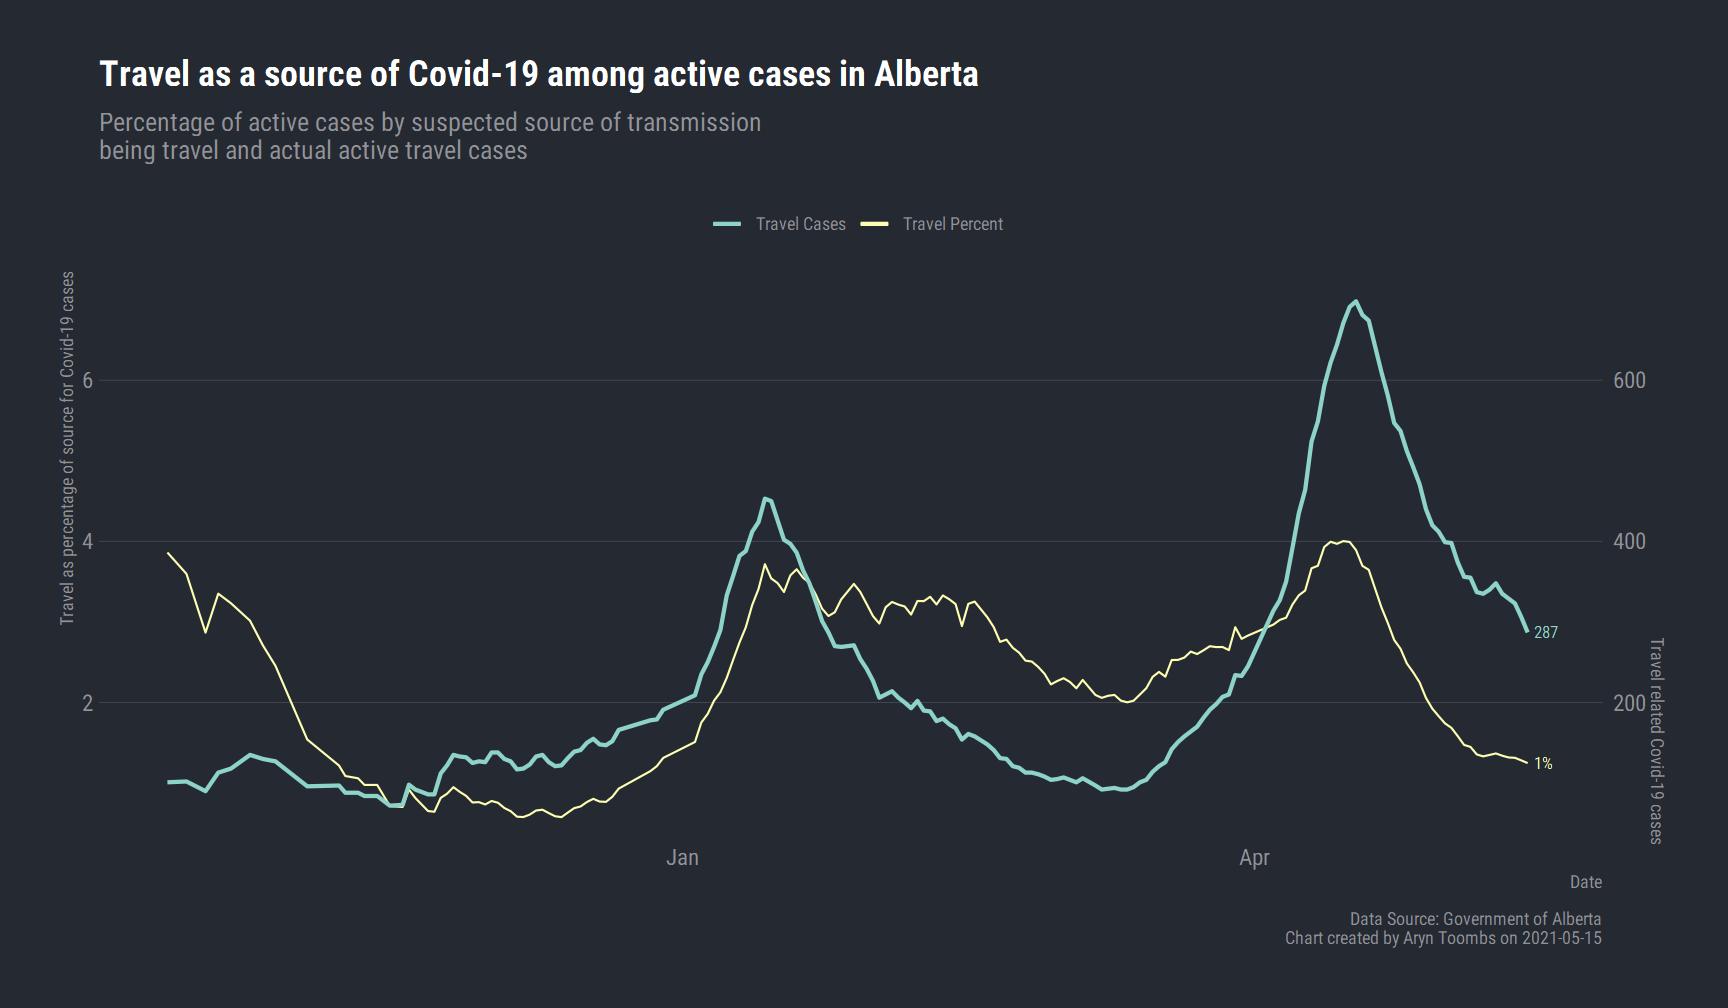 Travel as a source of Covid-19 among active cases in Alberta
Percentage of active cases by suspected source of transmission
being travel and actual active travel cases
Travel Cases
Travel Percent
Travel as percentage of source for Covid-19 cases
6
4
2
600
400
200
287
1%
Travel related Covid-19 cases
Jan
Apr
Date
Data Source: Government of Alberta
Chart created by Aryn Toombs on 2021-05-15